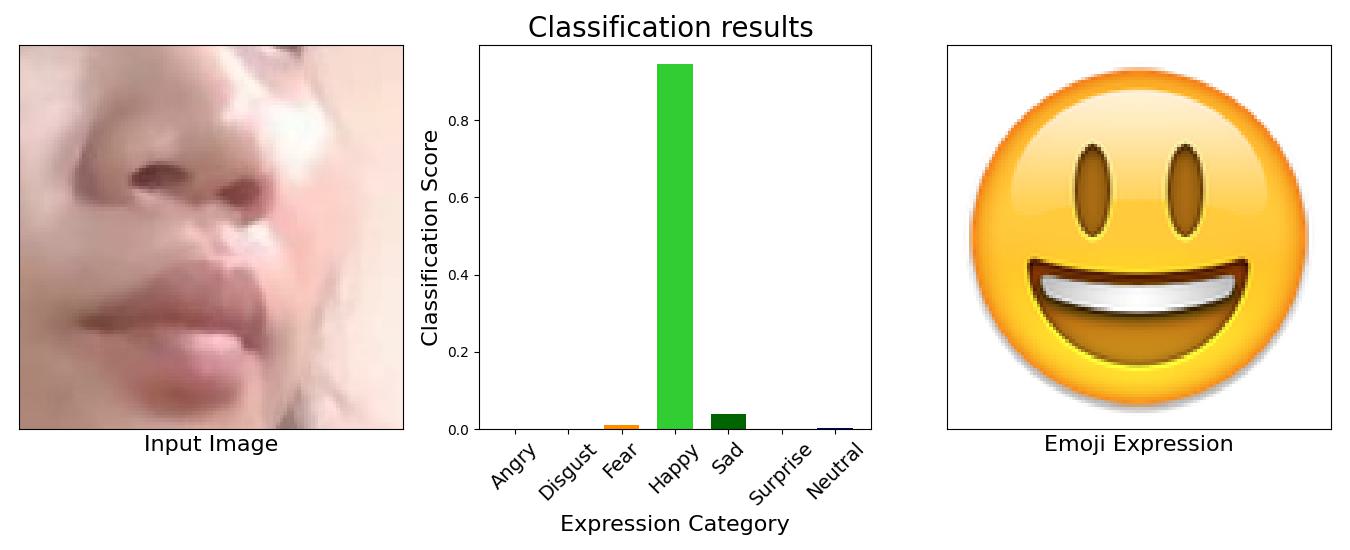 Classification results
Classification Score
0.8
0.6
0.4
0.2
0.0
Angry
Disgust
Fear
Happy
Sad
Surprise
Neutral
Expression Category
Input Image
Emoji Expression